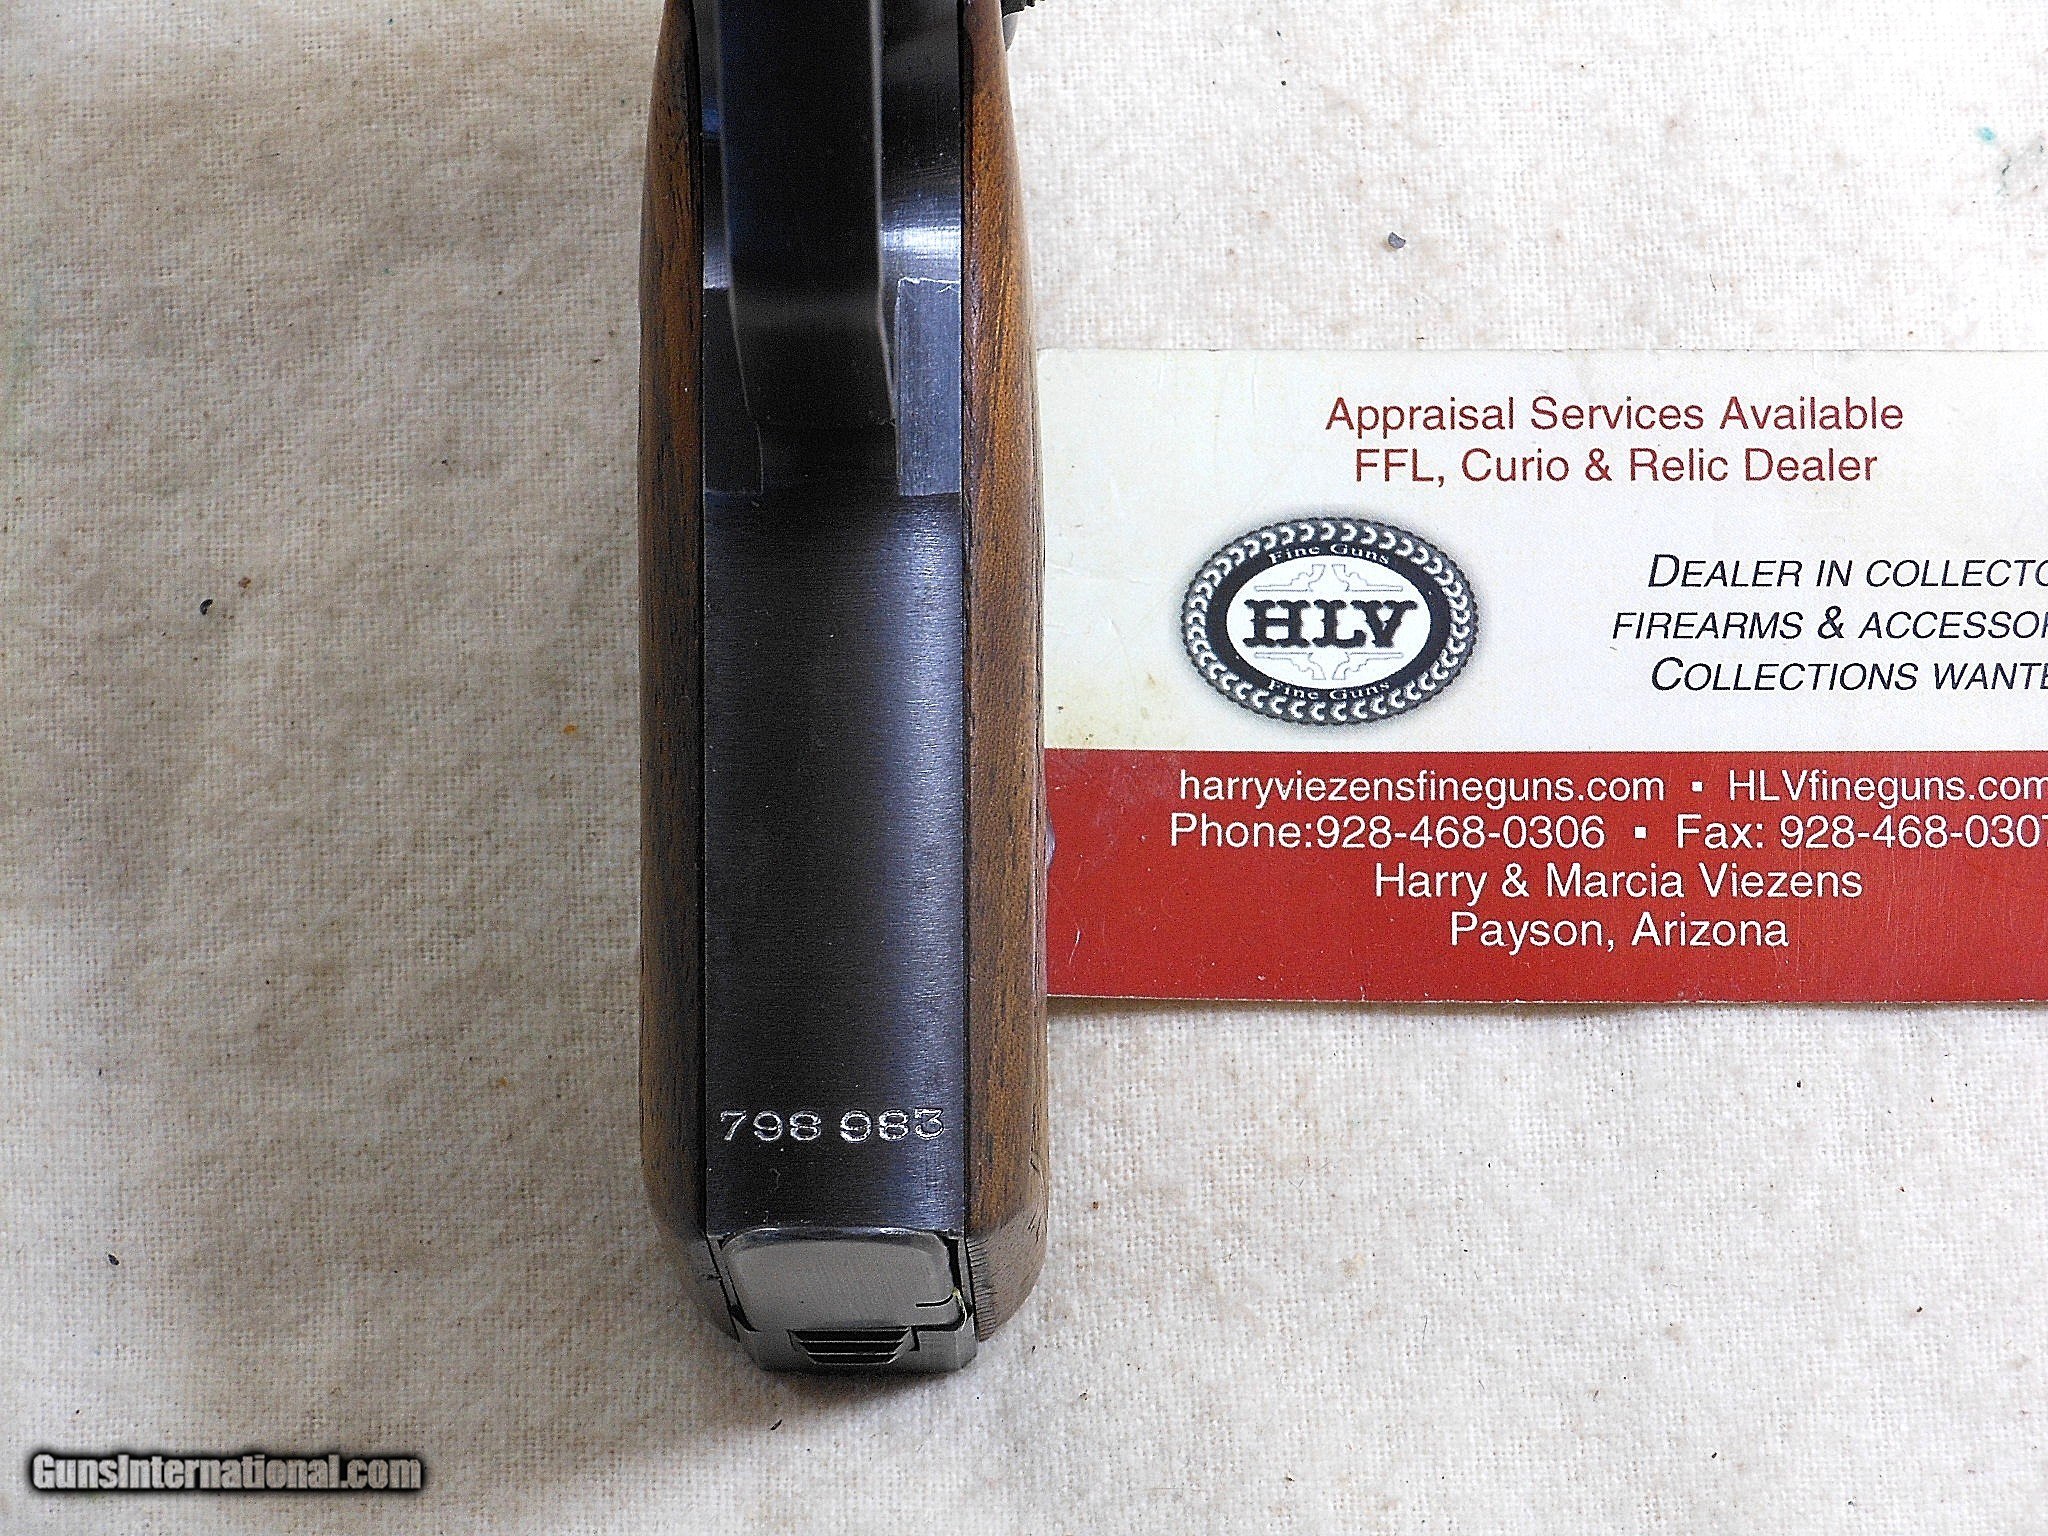 Appraisal Services Available
FFL, Curio & Relic Dealer
Fine Guns
HLV
Fine Guns
DEALER IN COLLECTO
FIREARMS & ACCESSOR
COLLECTIONS WANTE
harryviezensfineguns.com • HLVfineguns.com
Phone:928-468-0306 • Fax: 928-468-0307
Harry & Marcia Viezens
Payson, Arizona
798 983
GunsInternational.com